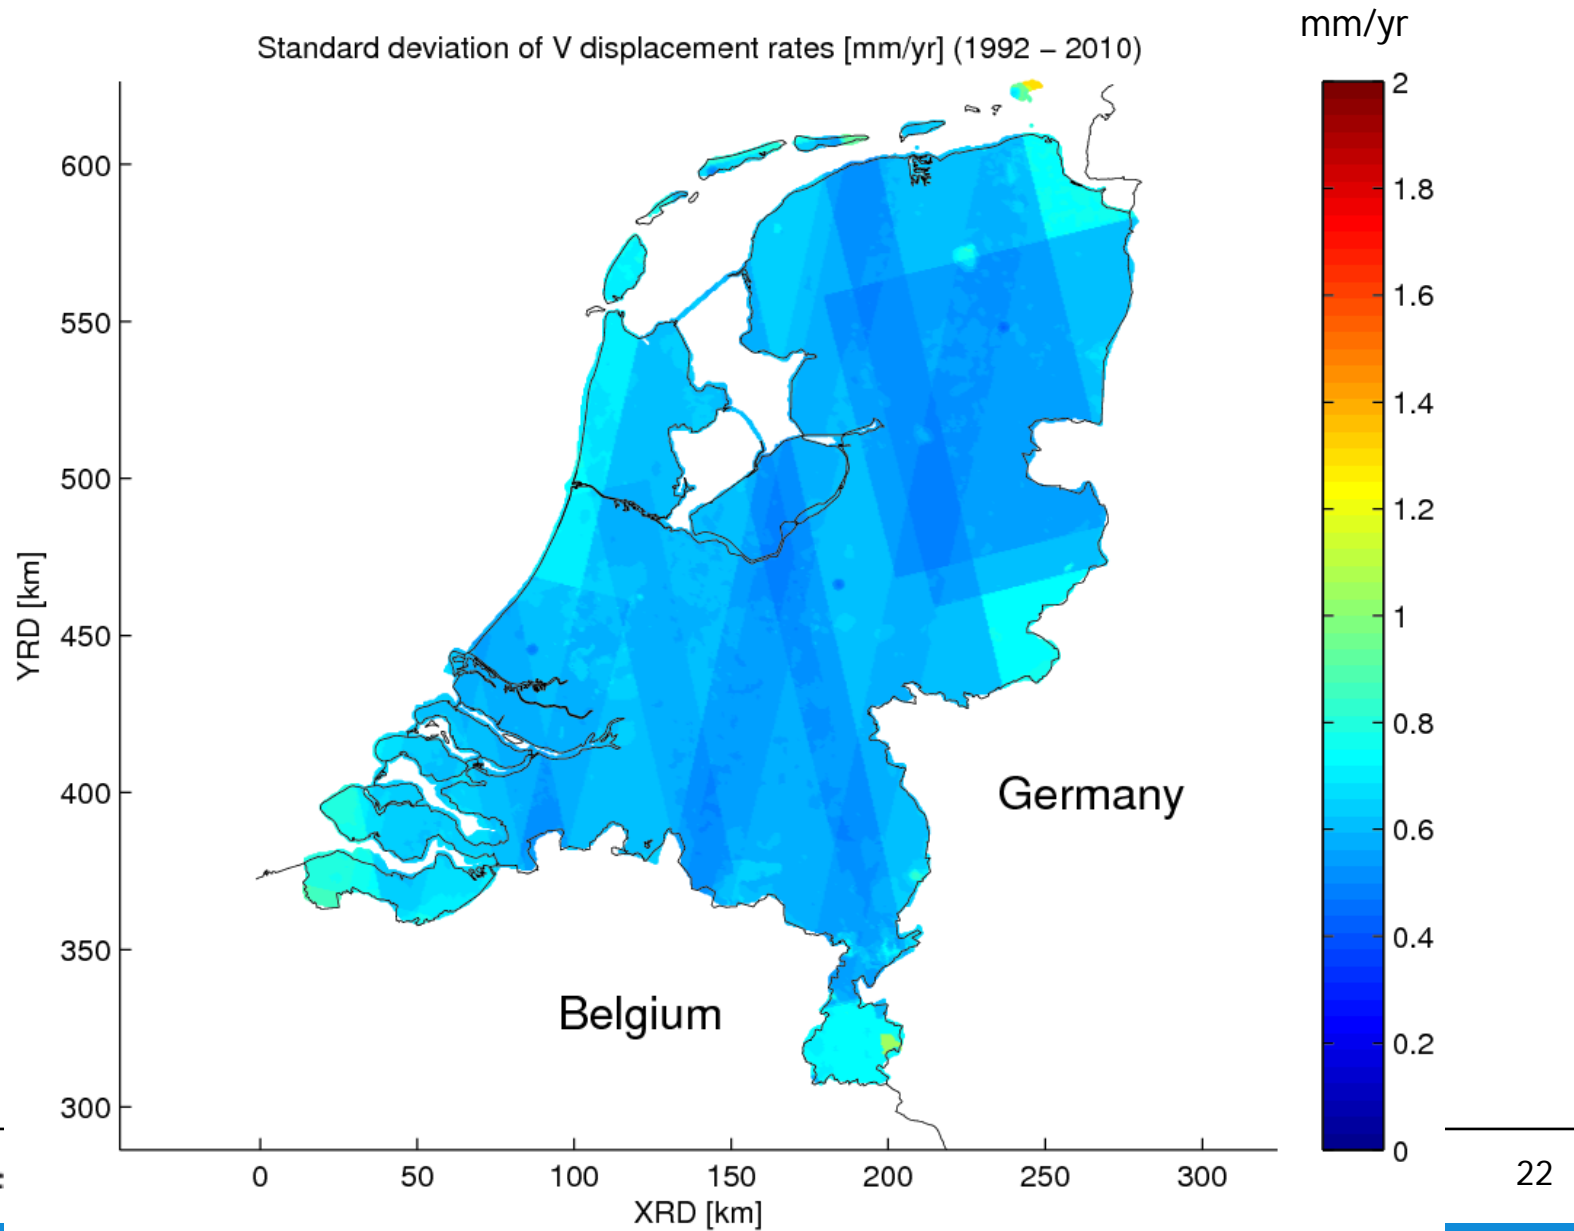 mm/yr
Standard deviation of V displacement rates [mm/yr] (1992 – 2010)
2
1.8
1.6
1.4
1.2
1
0.8
0.6
0.4
0.2
0
YRD [km]
600
550
500
450
400
350
300
Germany
Belgium
0 50 100 150 200 250 300
XRD [km]
22